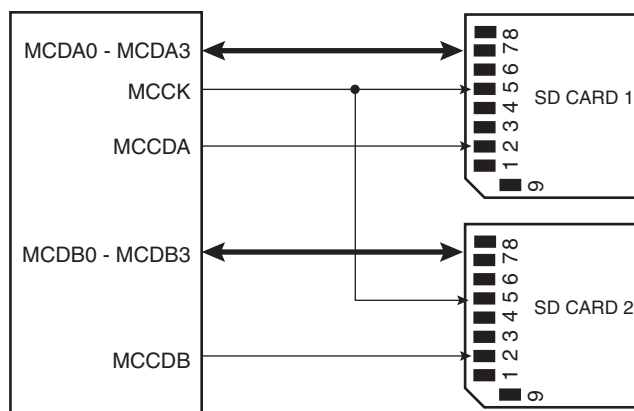 MCDA0 - MCDA3
MCCK
MCCDA
MCDB0 - MCDB3
MCCDB
1 2 3 4 5 6 7 8
9
SD CARD 1
1 2 3 4 5 6 7 8
9
SD CARD 2